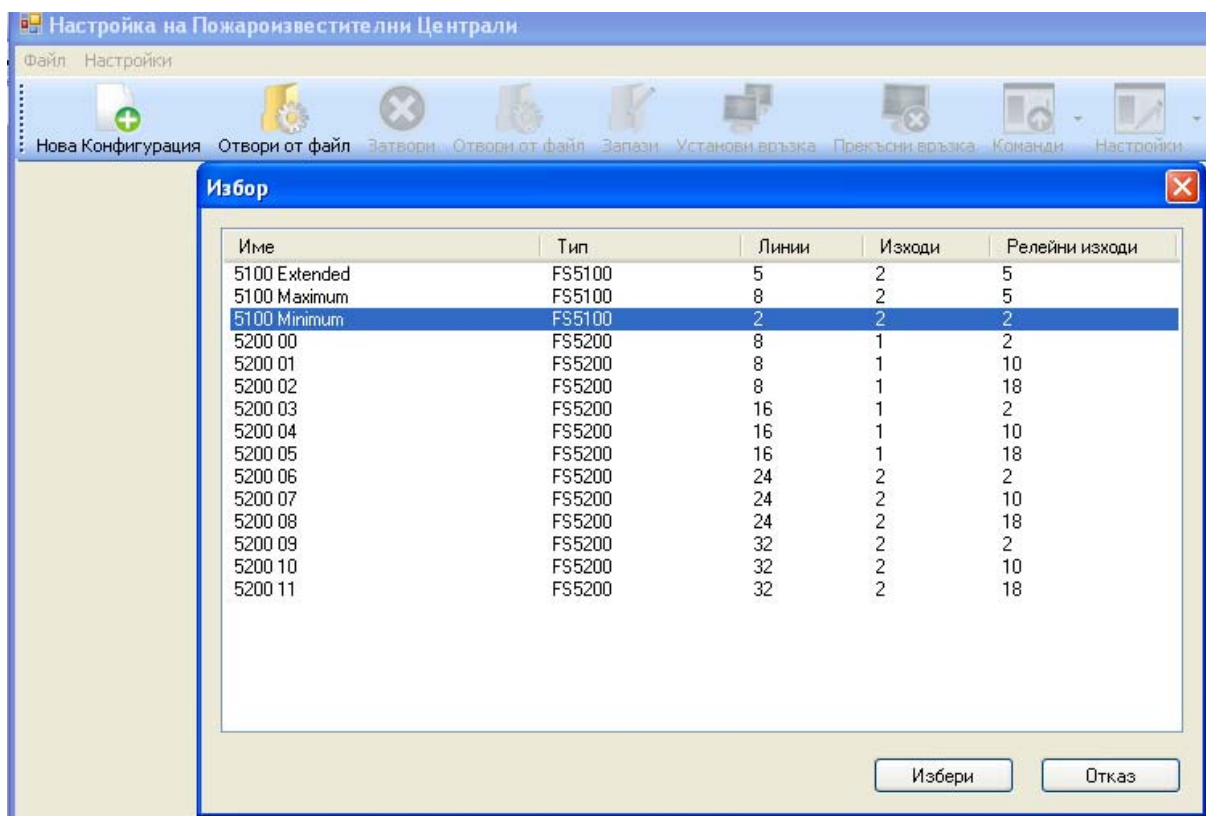 Настройка на Пожароизвестителни Централи
Файл Настройки
Нова Конфигурация Отвори от файл Затвори Отвори от файл Запази Установи връзка Прекъсни връзка Команди Настройки
Избор
Име Тип Линии Изходи Релейни изходи
5100 Extended FS5100 5 2 5
5100 Maximum FS5100 8 2 5
5100 Minimum FS5100 2 2 2
5200 00 FS5200 8 1 2
5200 01 FS5200 8 1 10
5200 02 FS5200 8 1 18
5200 03 FS5200 16 1 2
5200 04 FS5200 16 1 10
5200 05 FS5200 16 1 18
5200 06 FS5200 24 2 2
5200 07 FS5200 24 2 10
5200 08 FS5200 24 2 18
5200 09 FS5200 32 2 2
5200 10 FS5200 32 2 10
5200 11 FS5200 32 2 18
Избери Отказ